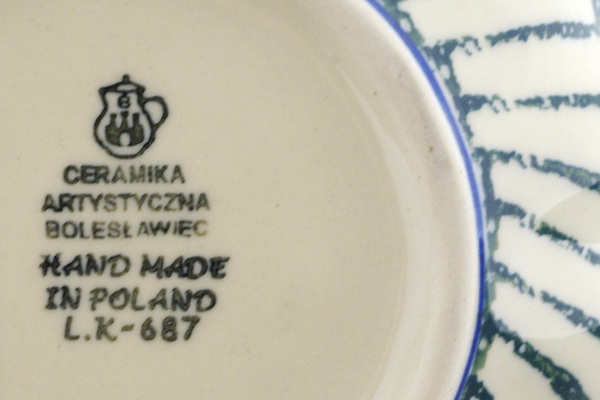 CERAMIKA
ARTYSTYCZNA
BOLESŁAWIEC
HAND MADE
IN POLAND
L.K-687